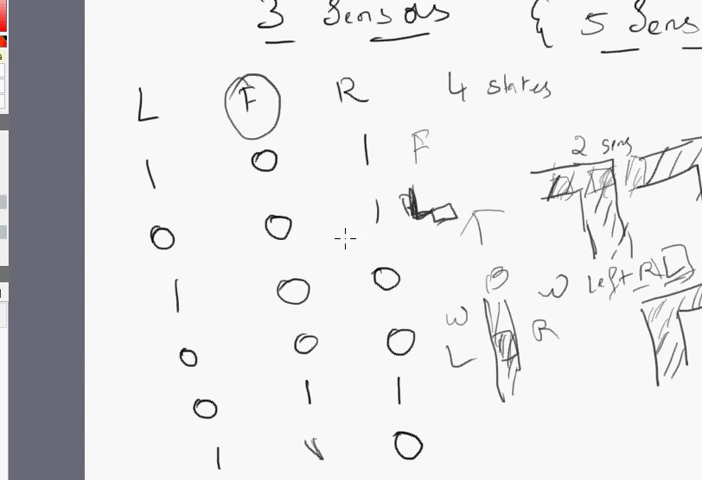 3 Sensors { 5 Sens
L F R 4 states
1 0 1 F
2 sens
0 0 1 L
1 0 0
B W left R L
W
L R
0 0 0
0 1 1
1 0